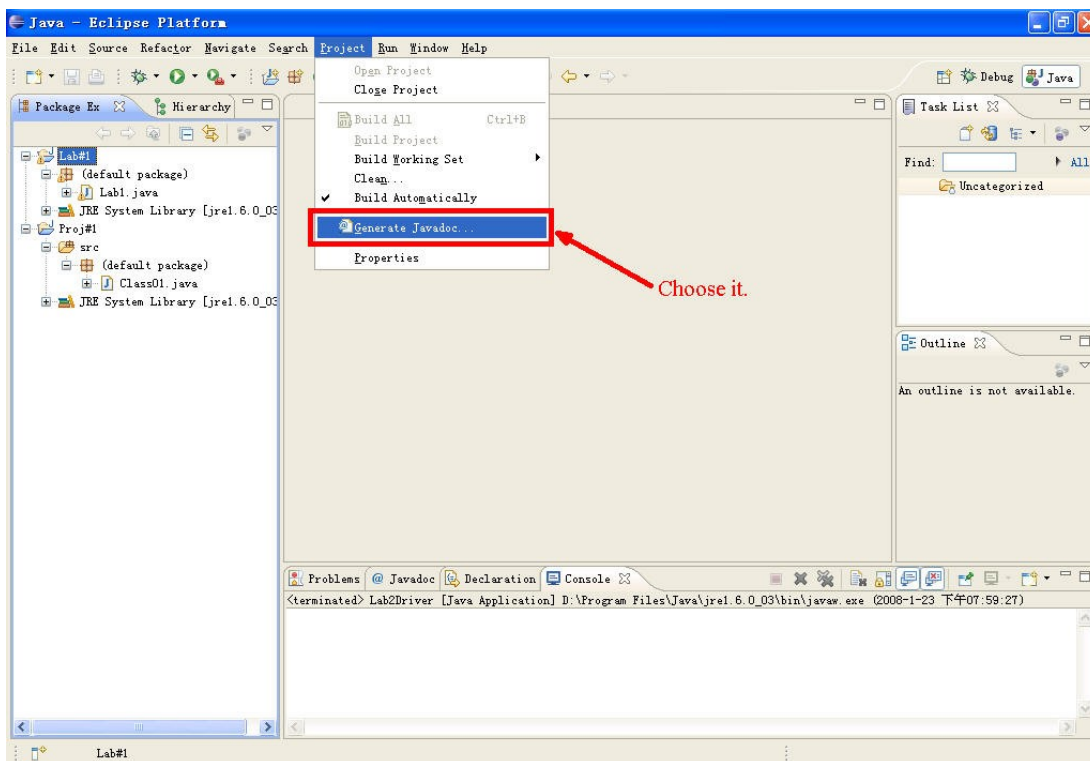 Java - Eclipse Platform
File Edit Source Refactor Navigate Search Project Run Window Help
Debug Java
Package Ex Hierarchy
Lab#1
(default package)
Lab1.java
JRE System Library [jre1.6.0_03
Proj#1
src
(default package)
Class01.java
JRE System Library [jre1.6.0_03
Open Project
Close Project
Build All Ctrl+B
Build Project
Build Working Set
Clean...
Build Automatically
Generate Javadoc...
Properties
Choose it.
Task List
Find: All
Uncategorized
Outline
An outline is not available.
Problems @ Javadoc Declaration Console
<terminated> Lab2Driver [Java Application] D:\Program Files\Java\jre1.6.0_03\bin\javaw.exe (2008-1-23 下午07:59:27)
Lab#1